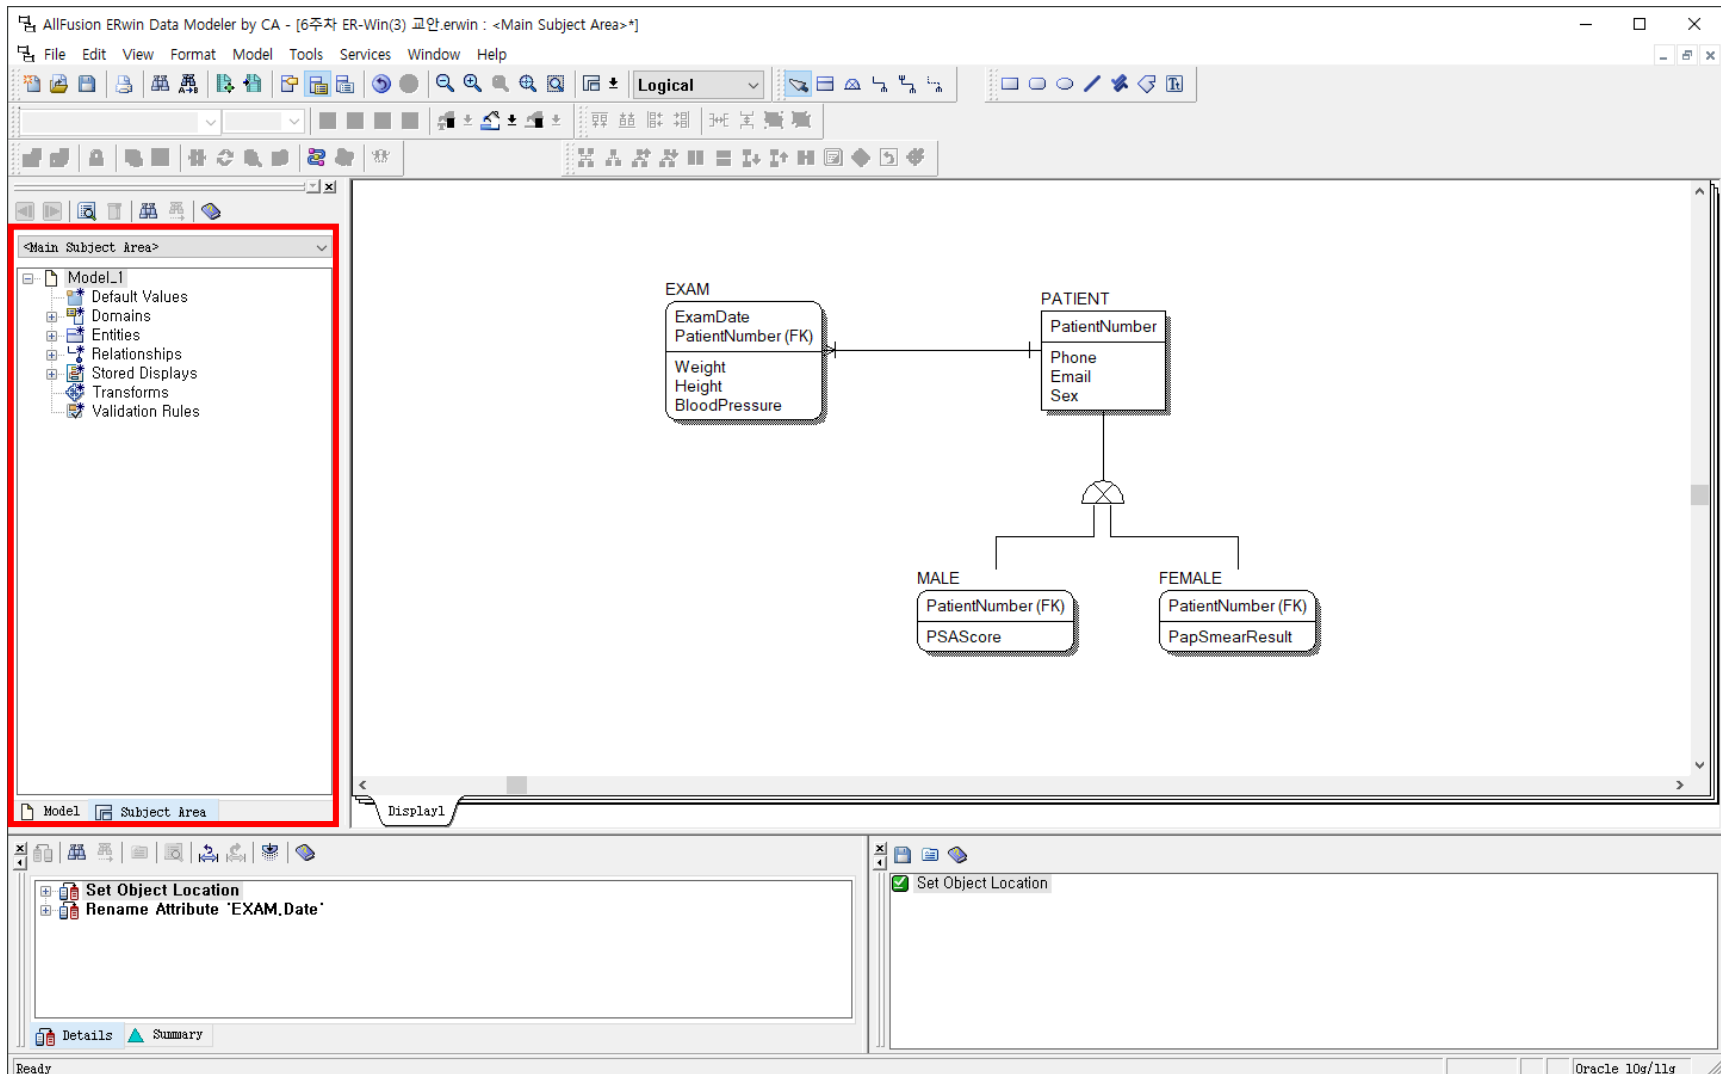 AllFusion ERwin Data Modeler by CA - [6주차 ER-Win(3) 교안.erwin : <Main Subject Area>*]
File Edit View Format Model Tools Services Window Help
Logical
<Main Subject Area>
Model_1
Default Values
Domains
Entities
Relationships
Stored Displays
Transforms
Validation Rules
Model Subject Area
EXAM
ExamDate
PatientNumber (FK)
Weight
Height
BloodPressure
PATIENT
PatientNumber
Phone
Email
Sex
MALE
PatientNumber (FK)
PSAScore
FEMALE
PatientNumber (FK)
PapSmearResult
Display1
Set Object Location
Rename Attribute 'EXAM.Date'
Details Summary
Set Object Location
Ready
Oracle 10g/11g